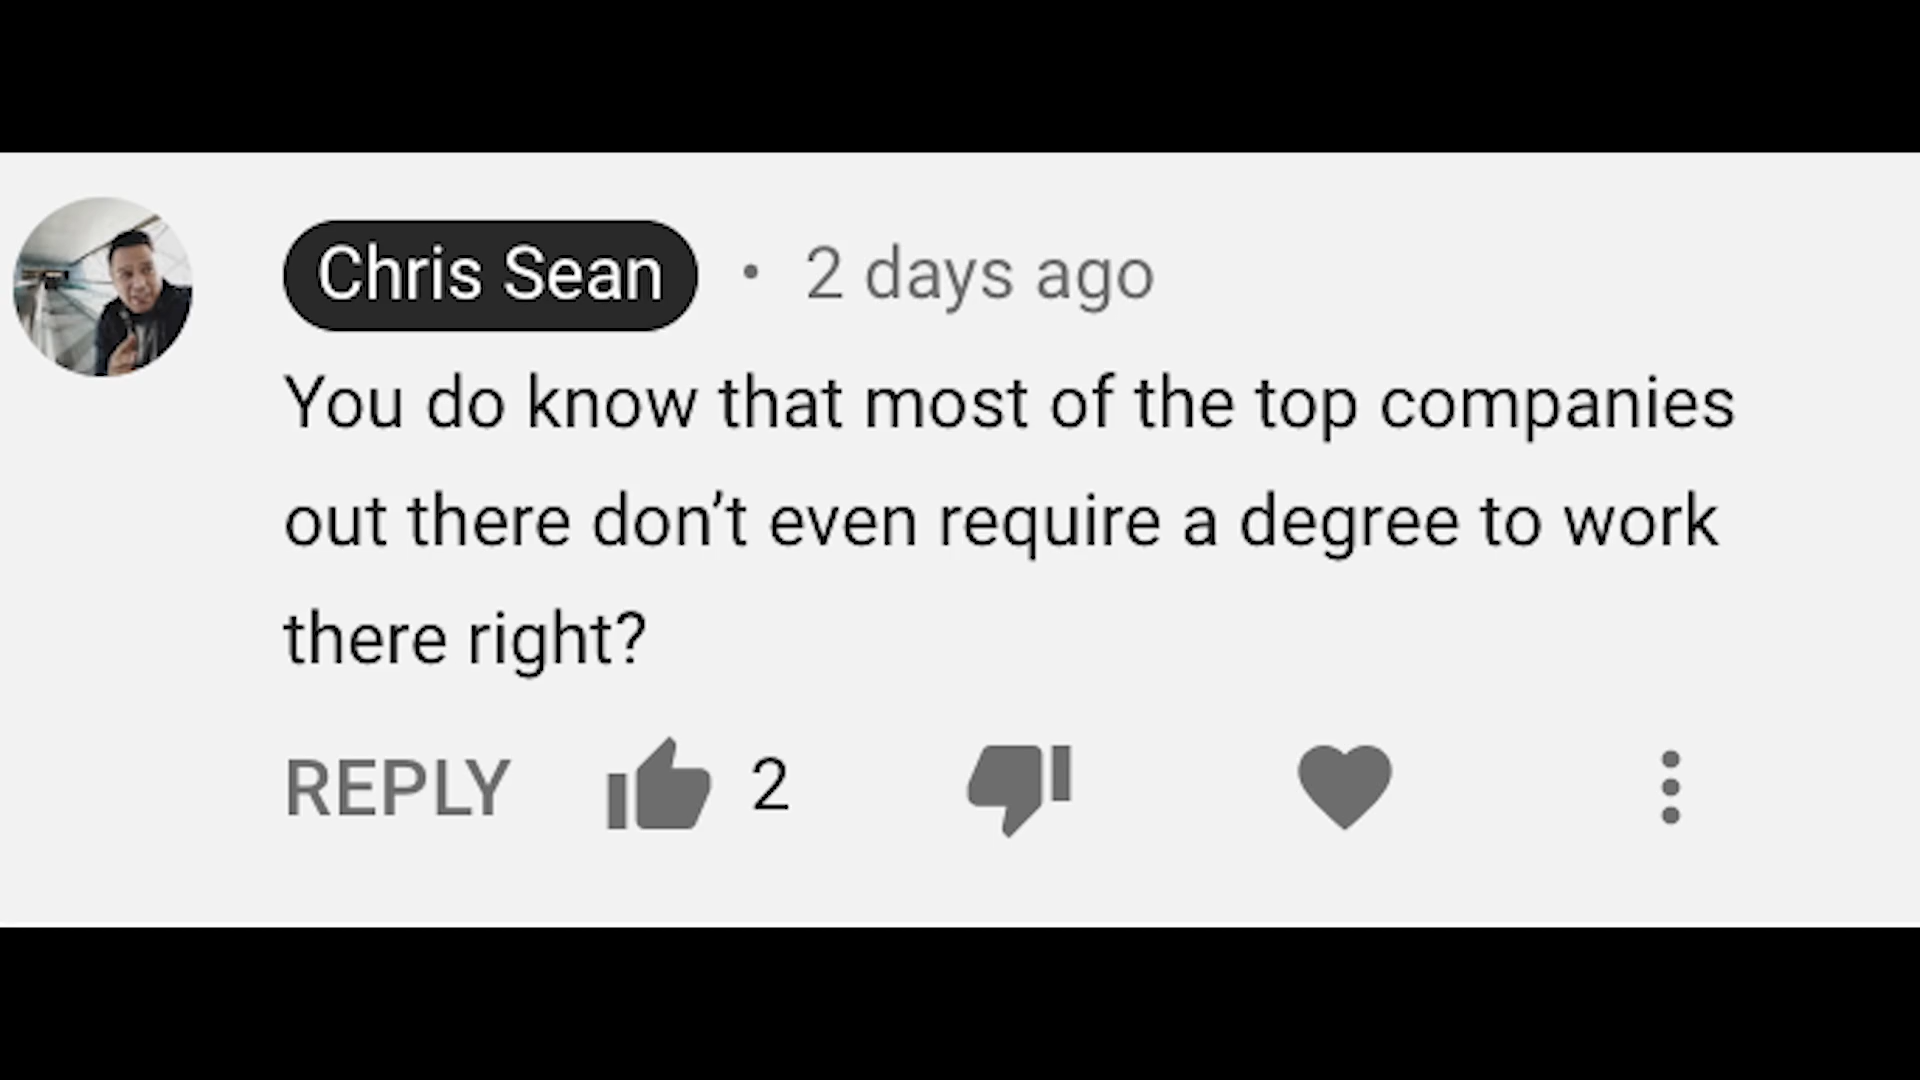 Chris Sean • 2 days ago
You do know that most of the top companies
out there don’t even require a degree to work
there right?
REPLY 2